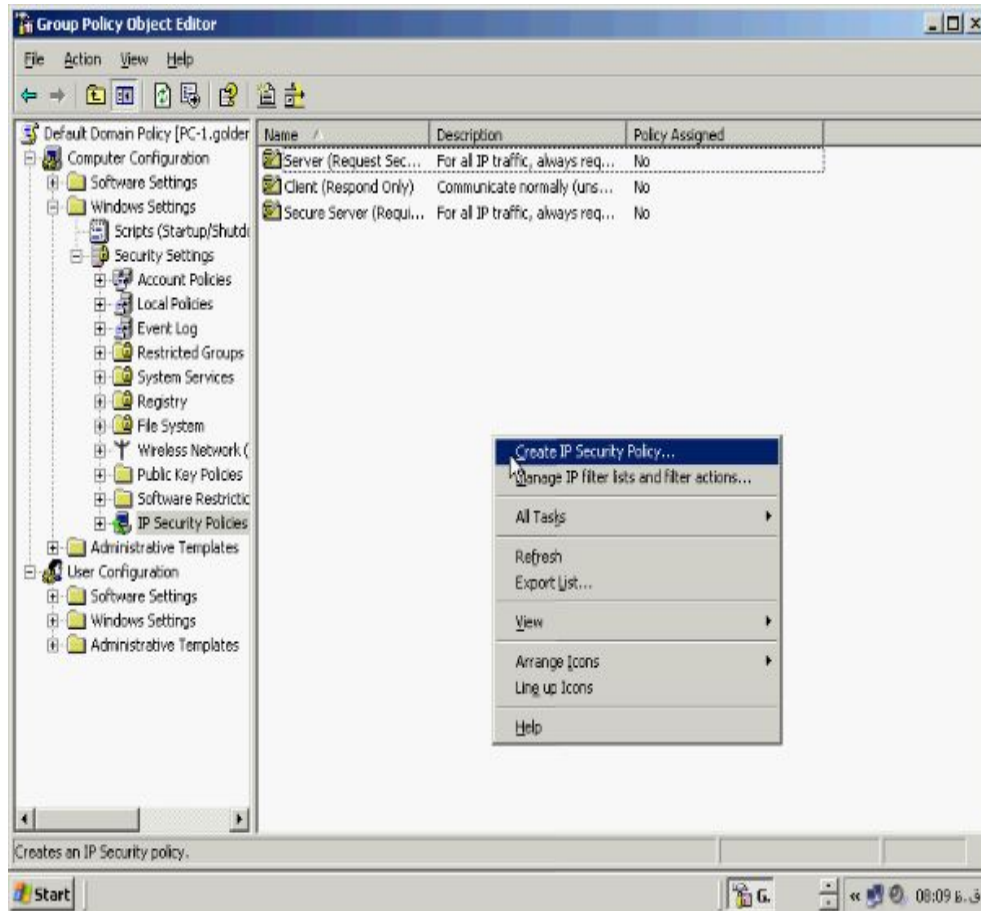 Group Policy Object Editor
File Action View Help
Default Domain Policy [PC-1.golder
Computer Configuration
Software Settings
Windows Settings
Scripts (Startup/Shutd
Security Settings
Account Policies
Local Policies
Event Log
Restricted Groups
System Services
Registry
File System
Wireless Network (
Public Key Policies
Software Restrictic
IP Security Policies
Administrative Templates
User Configuration
Software Settings
Windows Settings
Administrative Templates
Name Description Policy Assigned
Server (Request Sec... For all IP traffic, always req... No
Client (Respond Only) Communicate normally (uns... No
Secure Server (Requi... For all IP traffic, always req... No
Create IP Security Policy...
Manage IP filter lists and filter actions...
All Tasks
Refresh
Export List...
View
Arrange Icons
Line up Icons
Help
Creates an IP Security policy.
Start G. « 08:09